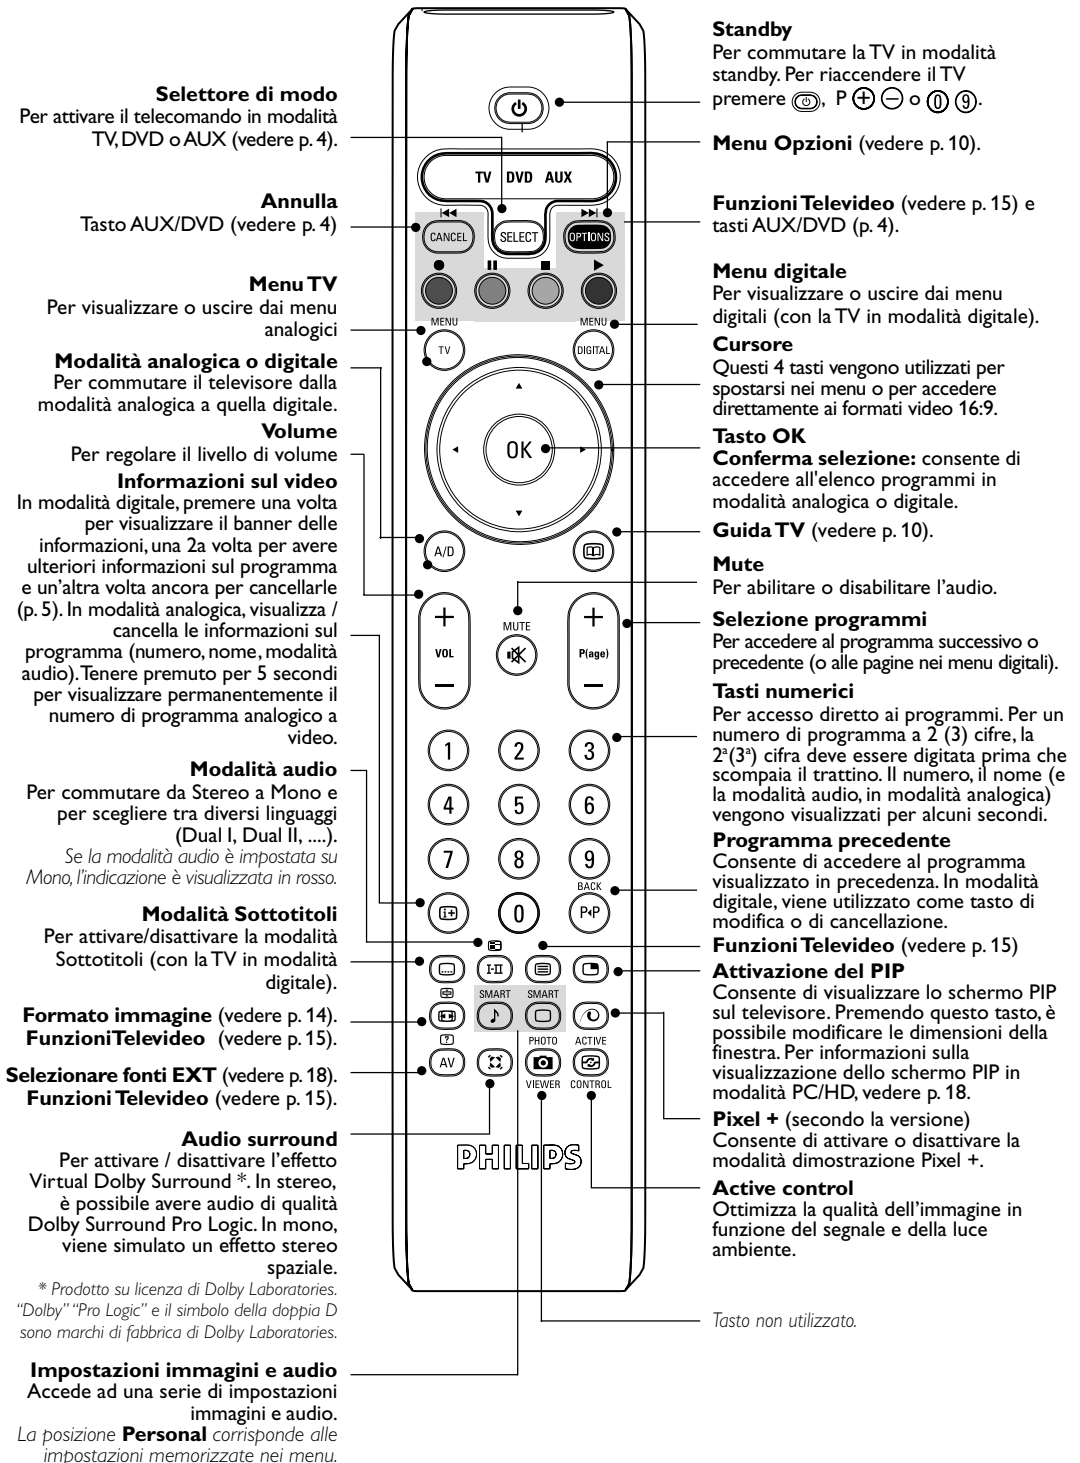 Selettore di modo
Per attivare il telecomando in modalità
TV, DVD o AUX (vedere p. 4).
Annulla
Tasto AUX/DVD (vedere p. 4)
Menu TV
Per visualizzare o uscire dai menu
analogici
Modalità analogica o digitale
Per commutare il televisore dalla
modalità analogica a quella digitale.
Volume
Per regolare il livello di volume
Informazioni sul video
In modalità digitale, premere una volta
per visualizzare il banner delle
informazioni, una 2a volta per avere
ulteriori informazioni sul programma
e un'altra volta ancora per cancellarle
(p. 5). In modalità analogica, visualizza /
cancella le informazioni sul
programma (numero, nome, modalità
audio). Tenere premuto per 5 secondi
per visualizzare permanentemente il
numero di programma analogico a
video.
Modalità audio
Per commutare da Stereo a Mono e
per scegliere tra diversi linguaggi
(Dual I, Dual II, ....).
Se la modalità audio è impostata su
Mono, l'indicazione è visualizzata in rosso.
Modalità Sottotitoli
Per attivare/disattivare la modalità
Sottotitoli (con la TV in modalità
digitale).
Formato immagine (vedere p. 14).
Funzioni Televideo (vedere p. 15).
Selezionare fonti EXT (vedere p. 18).
Funzioni Televideo (vedere p. 15).
Audio surround
Per attivare / disattivare l'effetto
Virtual Dolby Surround *. In stereo,
è possibile avere audio di qualità
Dolby Surround Pro Logic. In mono,
viene simulato un effetto stereo
spaziale.
* Prodotto su licenza di Dolby Laboratories.
“Dolby” “Pro Logic” e il simbolo della doppia D
sono marchi di fabbrica di Dolby Laboratories.
Impostazioni immagini e audio
Accede ad una serie di impostazioni
immagini e audio.
La posizione Personal corrisponde alle
impostazioni memorizzate nei menu.
TV DVD AUX
CANCEL SELECT OPTIONS
MENU MENU
TV DIGITAL
OK
A/D
MUTE
VOL P(age)
1 2 3
4 5 6
7 8 9
BACK
i+ 0 P◂P
I-II
SMART SMART
?
PHOTO ACTIVE
AV
VIEWER CONTROL
PHILIPS
Standby
Per commutare la TV in modalità
standby. Per riaccendere il TV
premere , P + − o 0 9.
Menu Opzioni (vedere p. 10).
Funzioni Televideo (vedere p. 15) e
tasti AUX/DVD (p. 4).
Menu digitale
Per visualizzare o uscire dai menu
digitali (con la TV in modalità digitale).
Cursore
Questi 4 tasti vengono utilizzati per
spostarsi nei menu o per accedere
direttamente ai formati video 16:9.
Tasto OK
Conferma selezione: consente di
accedere all'elenco programmi in
modalità analogica o digitale.
Guida TV (vedere p. 10).
Mute
Per abilitare o disabilitare l'audio.
Selezione programmi
Per accedere al programma successivo o
precedente (o alle pagine nei menu digitali).
Tasti numerici
Per accesso diretto ai programmi. Per un
numero di programma a 2 (3) cifre, la
2ª(3ª) cifra deve essere digitata prima che
scompaia il trattino. Il numero, il nome (e
la modalità audio, in modalità analogica)
vengono visualizzati per alcuni secondi.
Programma precedente
Consente di accedere al programma
visualizzato in precedenza. In modalità
digitale, viene utilizzato come tasto di
modifica o di cancellazione.
Funzioni Televideo (vedere p. 15)
Attivazione del PIP
Consente di visualizzare lo schermo PIP
sul televisore. Premendo questo tasto, è
possibile modificare le dimensioni della
finestra. Per informazioni sulla
visualizzazione dello schermo PIP in
modalità PC/HD, vedere p. 18.
Pixel + (secondo la versione)
Consente di attivare o disattivare la
modalità dimostrazione Pixel +.
Active control
Ottimizza la qualità dell'immagine in
funzione del segnale e della luce
ambiente.
Tasto non utilizzato.